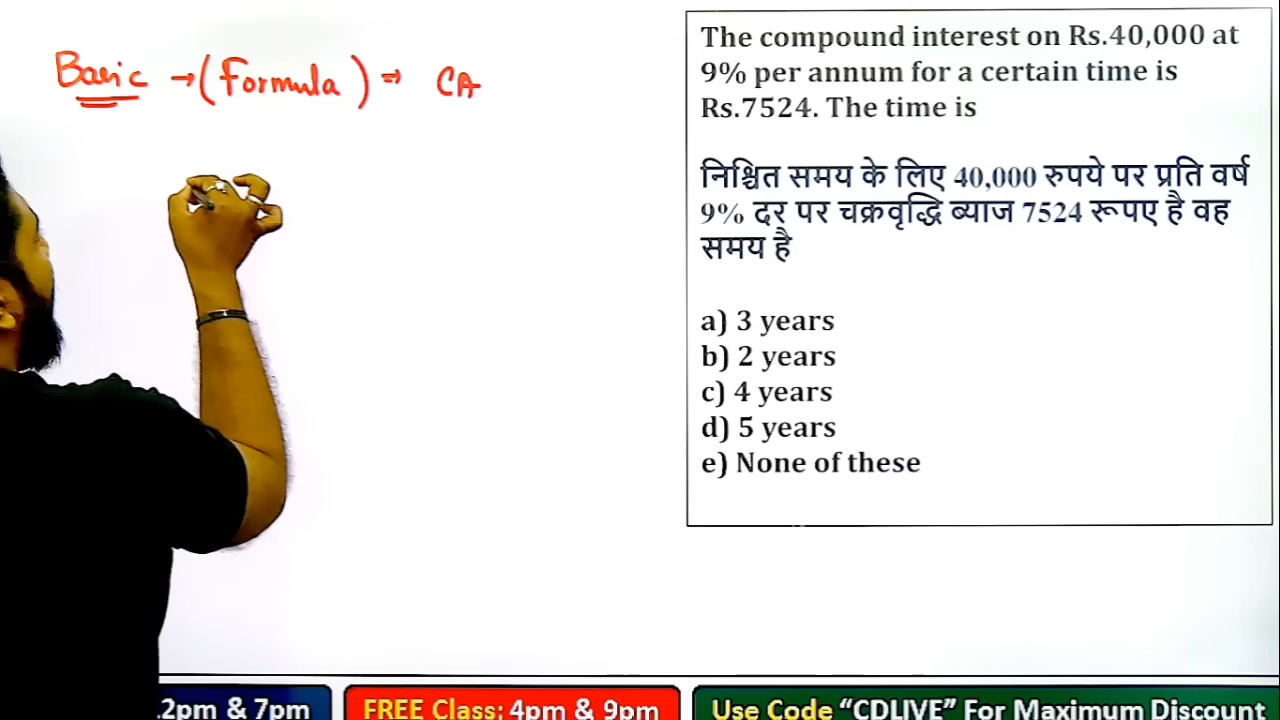 Basic → (Formula) → CA
The compound interest on Rs.40,000 at
9% per annum for a certain time is
Rs.7524. The time is
निश्चित समय के लिए 40,000 रुपये पर प्रति वर्ष
9% दर पर चक्रवृद्धि ब्याज 7524 रूपए है वह
समय है
a) 3 years
b) 2 years
c) 4 years
d) 5 years
e) None of these
.2pm & 7pm
FREE Class: 4pm & 9pm
Use Code “CDLIVE” For Maximum Discount